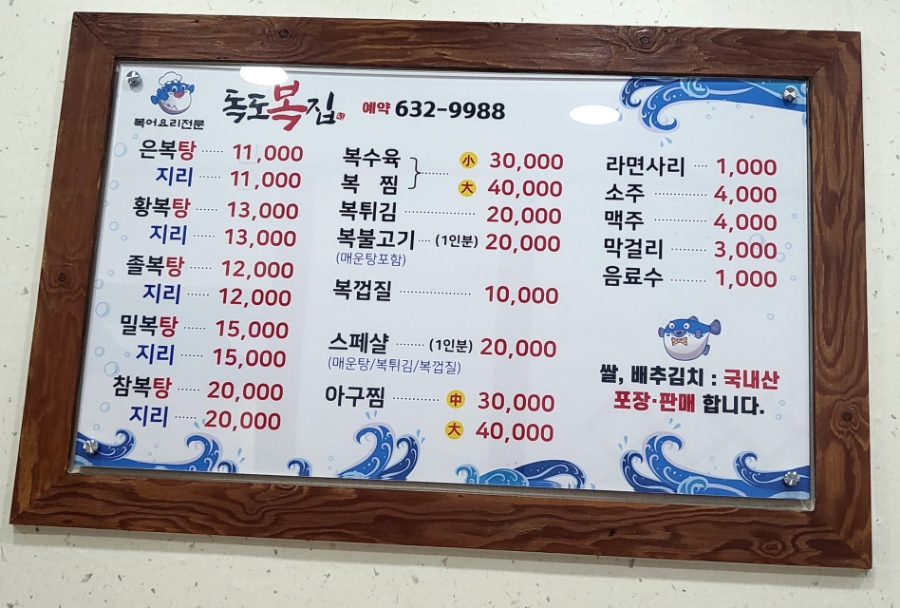 복어요리전문
독도복집
예약 632-9988
은복탕 ······ 11,000
지리 ······ 11,000
황복탕 ······ 13,000
지리 ······ 13,000
졸복탕 ······ 12,000
지리 ······ 12,000
밀복탕 ······ 15,000
지리 ······ 15,000
참복탕 ······ 20,000
지리 ······ 20,000
복수육 小 30,000
복 찜 大 40,000
복튀김 ······ 20,000
복불고기 ··· (1인분) 20,000
(매운탕포함)
복껍질 ······ 10,000
스페샬 ······ (1인분) 20,000
(매운탕/복튀김/복껍질)
아구찜 中 30,000
大 40,000
라면사리 ··· 1,000
소주 ······ 4,000
맥주 ······ 4,000
막걸리 ······ 3,000
음료수 ······ 1,000
쌀, 배추김치 : 국내산
포장·판매 합니다.